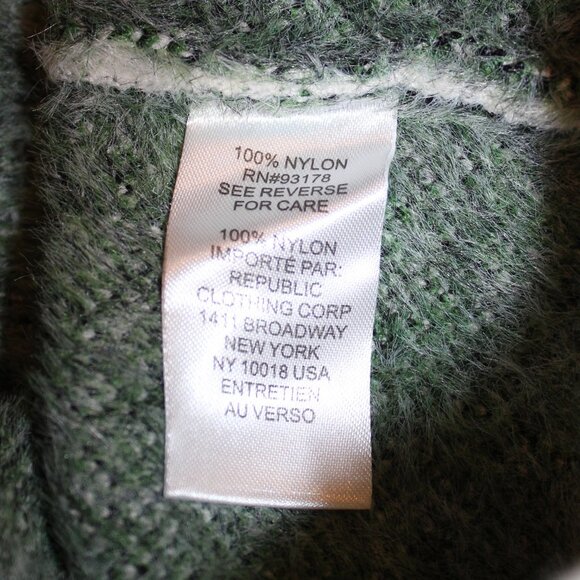 100% NYLON
RN#93178
SEE REVERSE
FOR CARE
100% NYLON
IMPORTÉ PAR:
REPUBLIC
CLOTHING CORP
1411 BROADWAY
NEW YORK
NY 10018 USA
ENTRETIEN
AU VERSO